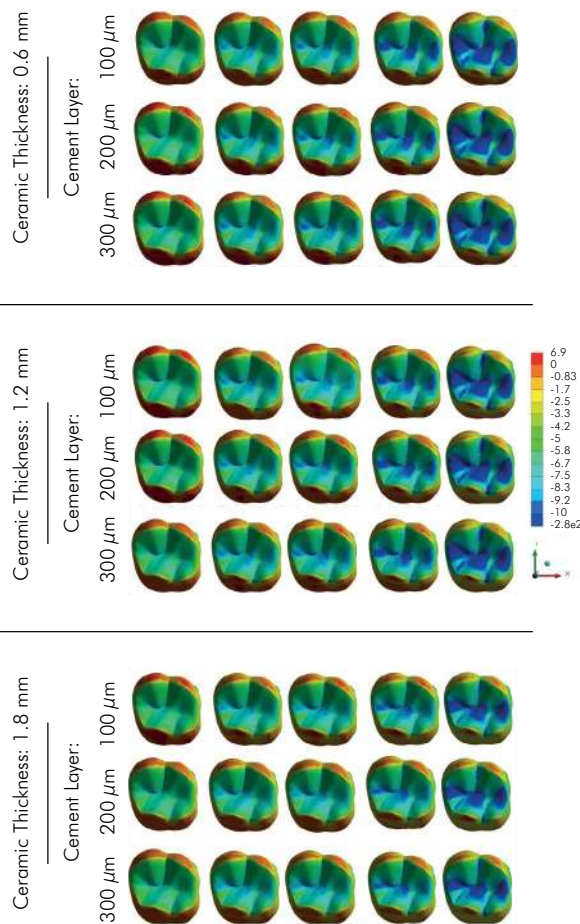 Ceramic Thickness: 0.6 mm
Cement Layer:
100 µm
200 µm
300 µm
Ceramic Thickness: 1.2 mm
Cement Layer:
100 µm
200 µm
300 µm
6.9
0
-0.83
-1.7
-2.5
-3.3
-4.2
-5
-5.8
-6.7
-7.5
-8.3
-9.2
-10
-2.8e2
X
Ceramic Thickness: 1.8 mm
Cement Layer:
100 µm
200 µm
300 µm